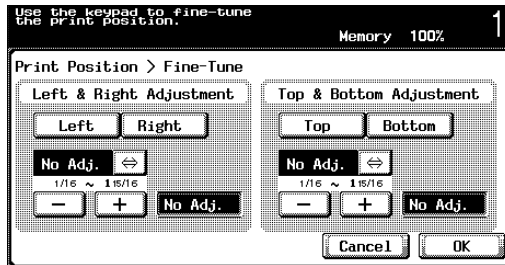 Use the keypad to fine-tune
the print position.
Memory 100% 1
Print Position > Fine-Tune
Left & Right Adjustment
Left Right
No Adj. ⇔
1/16 ~ 1 15/16
− + No Adj.
Top & Bottom Adjustment
Top Bottom
No Adj. ⇔
1/16 ~ 1 15/16
− + No Adj.
Cancel OK